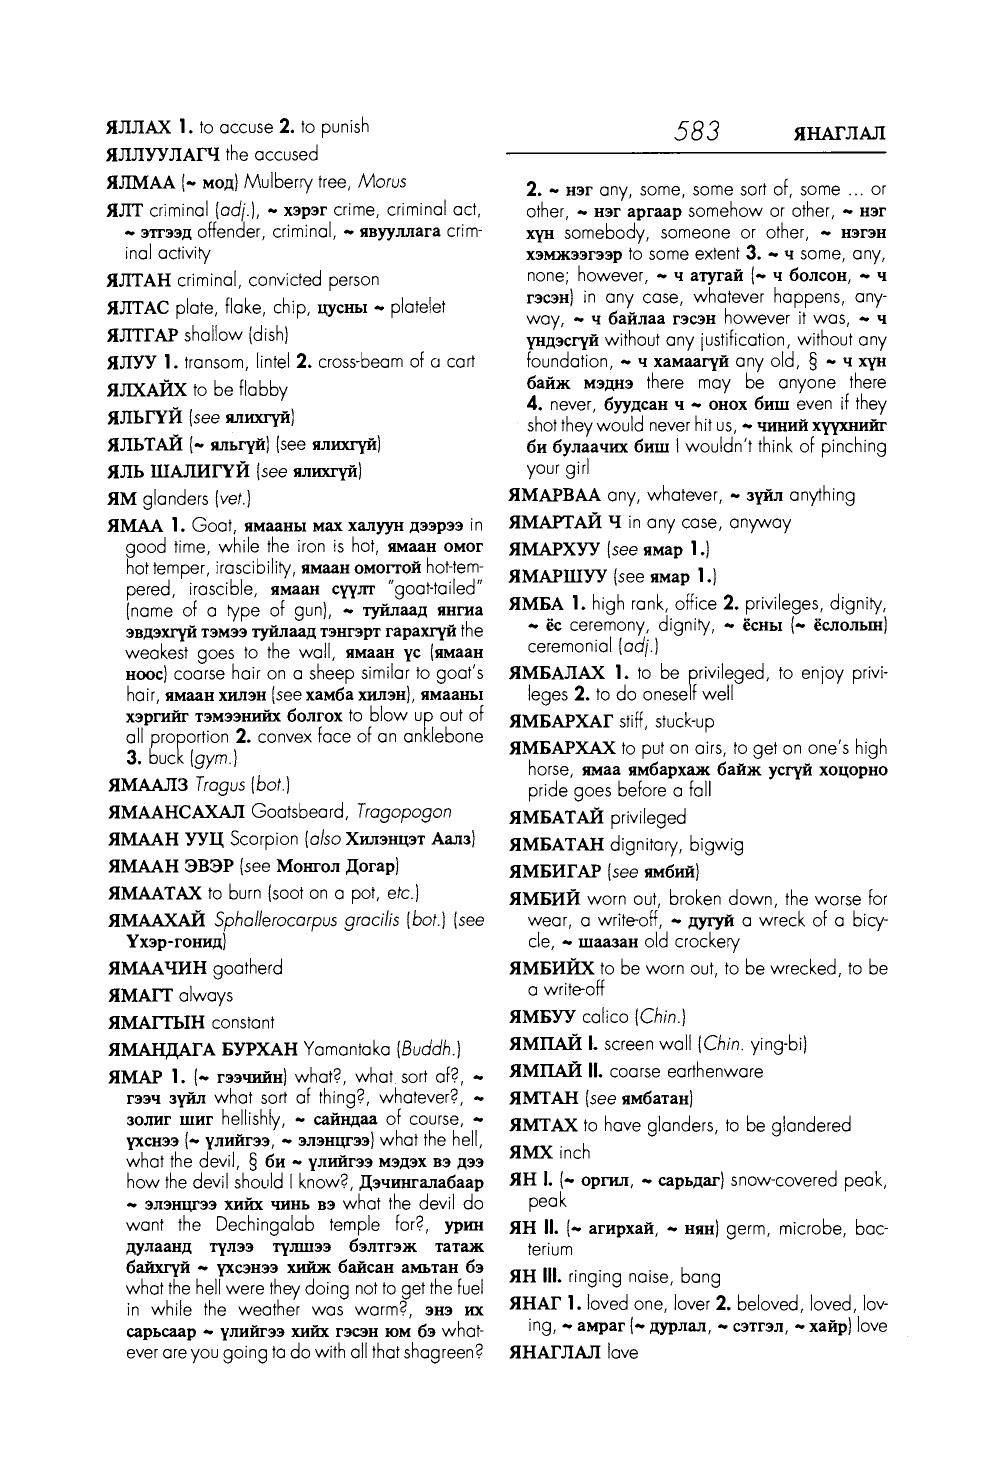 ЯЛЛАХ 1. to accuse 2. to punish
ЯЛЛУУЛАГЧ the accused
ЯЛМАА (~ мод) Mulberry tree, Morus
ЯЛТ criminal (adj.), ~ хэрэг crime, criminal act,
~ этгээд offender, criminal, ~ явууллага crim-
inal activity
ЯЛТАН criminal, convicted person
ЯЛТАС plate, flake, chip, цусны ~ platelet
ЯЛТГАР shallow (dish)
ЯЛУУ 1. transom, lintel 2. cross-beam of a cart
ЯЛХАЙХ to be flabby
ЯЛЬГҮЙ (see ялихгүй)
ЯЛЬТАЙ (~ яльгүй) (see ялихгүй)
ЯЛЬ ШАЛИГҮЙ (see ялихгүй)
ЯМ glanders (vet.)
ЯМАА 1. Goat, ямааны мах халуун дээрээ in
good time, while the iron is hot, ямаан омог
hot temper, irascibility, ямаан омогтой hot-tem-
pered, irascible, ямаан сүүлт "goat-tailed"
(name of a type of gun), ~ туйлаад янгиа
эвдэхгүй тэмээ туйлаад тэнгэрт гарахгүй the
weakest goes to the wall, ямаан үс (ямаан
ноос) coarse hair on a sheep similar to goat's
hair, ямаан хилэн (see хамба хилэн), ямааны
хэргийг тэмээнийх болгох to blow up out of
all proportion 2. convex face of an anklebone
3. buck (gym.)
ЯМААЛЗ Tragus (bot.)
ЯМААНСАХАЛ Goatsbeard, Tragopogon
ЯМААН УУЦ Scorpion (also Хилэнцэт Аалз)
ЯМААН ЭВЭР (see Монгол Догар)
ЯМААТАХ to burn (soot on a pot, etc.)
ЯМААХАЙ Sphallerocarpus gracilis (bot.) (see
Үхэр-гонид)
ЯМААЧИН goatherd
ЯМАГТ always
ЯМАГТЫН constant
ЯМАНДАГА БУРХАН Yamantaka (Buddh.)
ЯМАР 1. (~ гээчийн) what?, what sort of?, ~
гээч зүйл what sort of thing?, whatever?, ~
золиг шиг hellishly, ~ сайндаа of course, ~
үхснээ (~ үлийгээ, ~ элэнцгээ) what the hell,
what the devil, § би ~ үлийгээ мэдэх вэ дээ
how the devil should I know?, Дэчингалабаар
~ элэнцгээ хийх чинь вэ what the devil do
want the Dechingalab temple for?, урин
дулаанд түлээ түлшээ бэлтгэж татаж
байхгүй ~ үхсэнээ хийж байсан амьтан бэ
what the hell were they doing not to get the fuel
in while the weather was warm?, энэ их
сарьсаар ~ үлийгээ хийх гэсэн юм бэ what-
ever are you going to do with all that shagreen?
583 ЯНАГЛАЛ
2. ~ нэг any, some, some sort of, some ... or
other, ~ нэг аргаар somehow or other, ~ нэг
хүн somebody, someone or other, ~ нэгэн
хэмжээгээр to some extent 3. ~ ч some, any,
none; however, ~ ч атугай (~ ч болсон, ~ ч
гэсэн) in any case, whatever happens, any-
way, ~ ч байлаа гэсэн however it was, ~ ч
үндэсгүй without any justification, without any
foundation, ~ ч хамаагүй any old, § ~ ч хүн
байж мэднэ there may be anyone there
4. never, буудсан ч ~ онох биш even if they
shot they would never hit us, ~ чиний хүүхнийг
би булаачих биш I wouldn't think of pinching
your girl
ЯМАРВАА any, whatever, ~ зүйл anything
ЯМАРТАЙ Ч in any case, anyway
ЯМАРХУУ (see ямар 1.)
ЯМАРШУУ (see ямар 1.)
ЯМБА 1. high rank, office 2. privileges, dignity,
~ ёс ceremony, dignity, ~ ёсны (~ ёслолын)
ceremonial (adj.)
ЯМБАЛАХ 1. to be privileged, to enjoy privi-
leges 2. to do oneself well
ЯМБАРХАГ stiff, stuck-up
ЯМБАРХАХ to put on airs, to get on one's high
horse, ямаа ямбархаж байж усгүй хоцорно
pride goes before a fall
ЯМБАТАЙ privileged
ЯМБАТАН dignitary, bigwig
ЯМБИГАР (see ямбий)
ЯМБИЙ worn out, broken down, the worse for
wear, a write-off, ~ дугуй a wreck of a bicy-
cle, ~ шаазан old crockery
ЯМБИЙХ to be worn out, to be wrecked, to be
a write-off
ЯМБУУ calico (Chin.)
ЯМПАЙ I. screen wall (Chin. ying-bi)
ЯМПАЙ II. coarse earthenware
ЯМТАН (see ямбатан)
ЯМТАХ to have glanders, to be glandered
ЯМХ inch
ЯН I. (~ оргил, ~ сарьдаг) snow-covered peak,
peak
ЯН II. (~ агирхай, ~ нян) germ, microbe, bac-
terium
ЯН III. ringing noise, bang
ЯНАГ 1. loved one, lover 2. beloved, loved, lov-
ing, ~ амраг (~ дурлал, ~ сэтгэл, ~ хайр) love
ЯНАГЛАЛ love